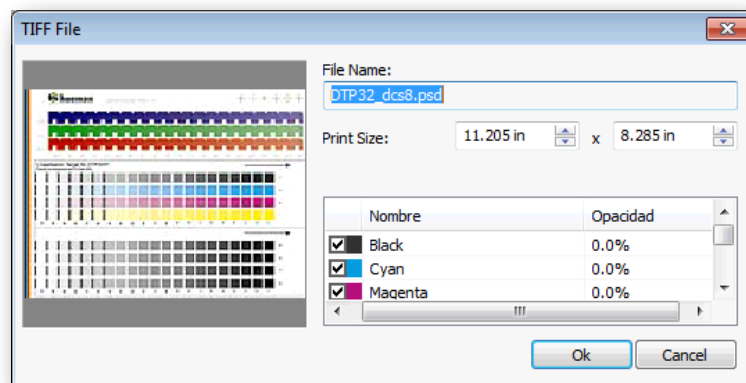 TIFF File
File Name:
DTP32_dcs8.psd
Print Size:
11.205 in
x
8.285 in
Nombre
Opacidad
Black
0.0%
Cyan
0.0%
Magenta
0.0%
Ok
Cancel